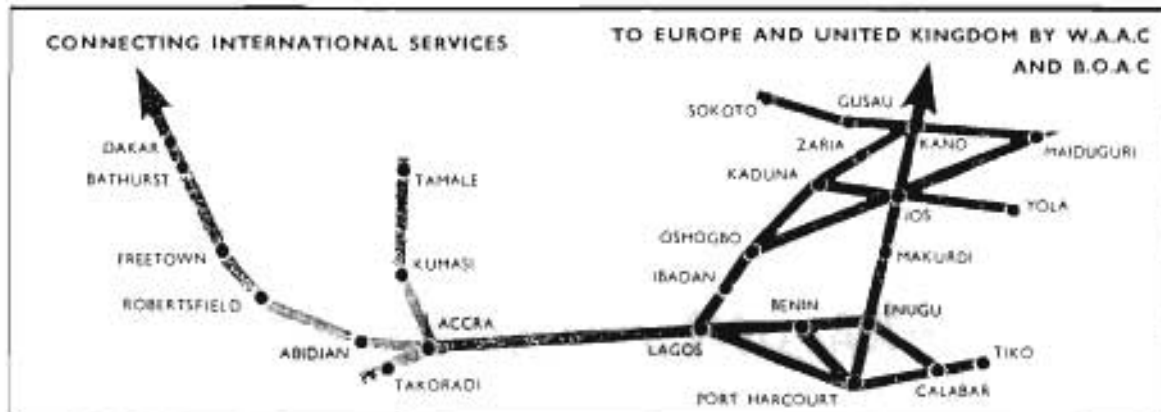 CONNECTING INTERNATIONAL SERVICES
TO EUROPE AND UNITED KINGDOM BY W.A.A.C
AND B.O.A.C
SOKOTO
GUSAU
DAKAR
ZARIA
KANO
MAIDUGURI
BATHURST
TAMALE
KADUNA
JOS
YOLA
OSHOGBO
FREETOWN
KUMASI
MAKURDI
IBADAN
ROBERTSFIELD
BENIN
ENUGU
ACCRA
ABIDJAN
LAGOS
TIKO
TAKORADI
PORT HARCOURT
CALABAR